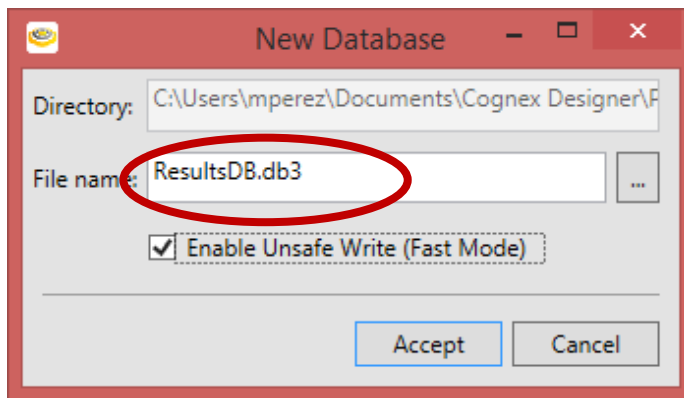 New Database
Directory: C:\Users\mperez\Documents\Cognex Designer\P
File name: ResultsDB.db3 ...
Enable Unsafe Write (Fast Mode)
Accept Cancel